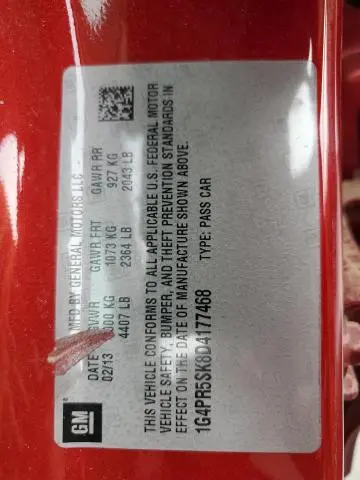 GM
MFD BY GENERAL MOTORS LLC
DATE GVWR GAWR FRT GAWR RR
02/13 2000 KG 1073 KG 927 KG
4407 LB 2364 LB 2043 LB
THIS VEHICLE CONFORMS TO ALL APPLICABLE U.S. FEDERAL MOTOR
VEHICLE SAFETY, BUMPER, AND THEFT PREVENTION STANDARDS IN
EFFECT ON THE DATE OF MANUFACTURE SHOWN ABOVE.
1G4PR5SK8D4177468 TYPE: PASS CAR